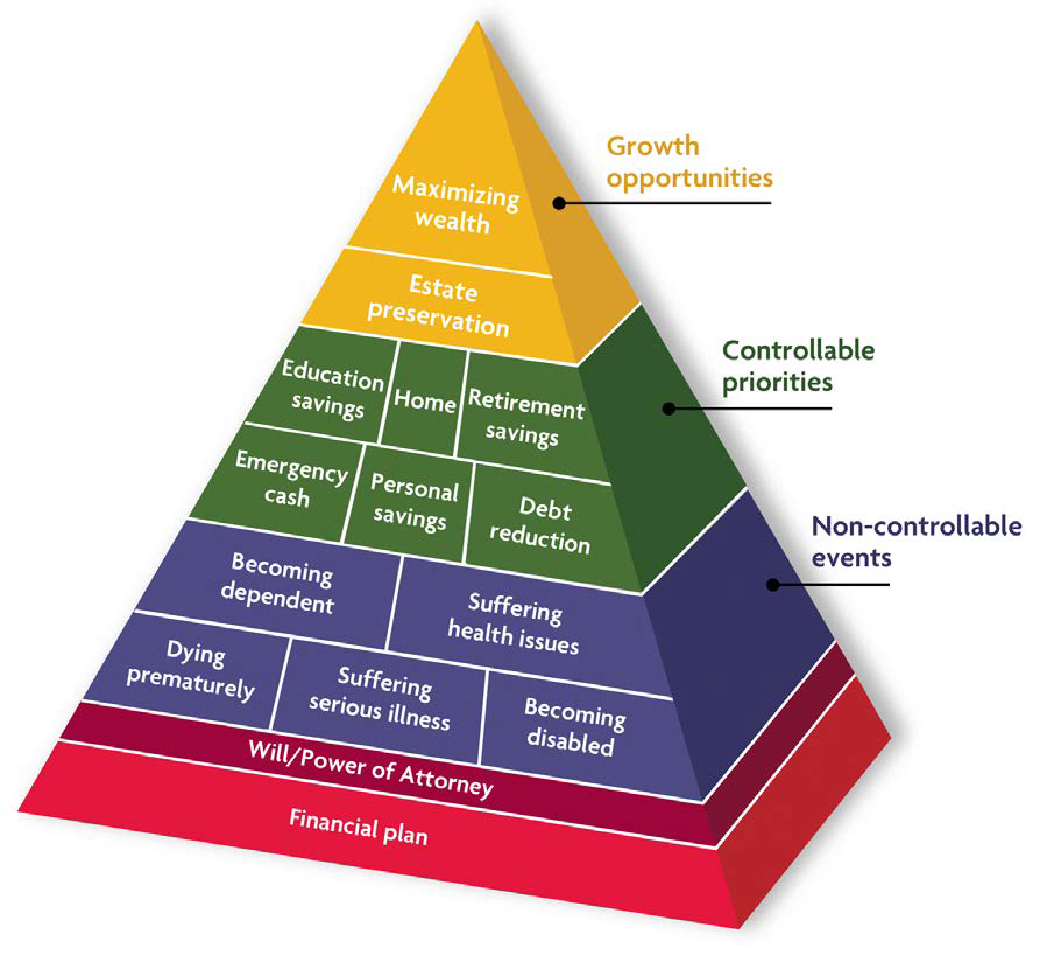 Growth
opportunities
Maximizing
wealth
Estate
preservation
Controllable
priorities
Education
savings
Home
Retirement
savings
Emergency
cash
Personal
savings
Debt
reduction
Non-controllable
events
Becoming
dependent
Suffering
health issues
Dying
prematurely
Suffering
serious illness
Becoming
disabled
Will/Power of Attorney
Financial plan